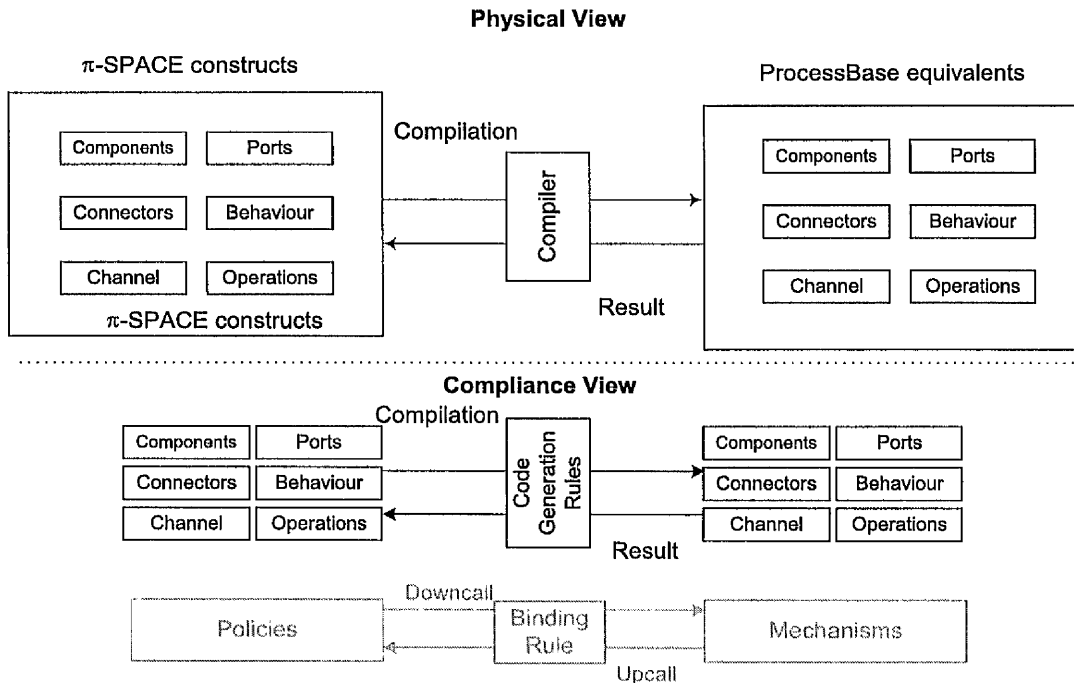 Physical View
π-SPACE constructs
ProcessBase equivalents
Components
Ports
Connectors
Behaviour
Channel
Operations
π-SPACE constructs
Compilation
Compiler
Result
Components
Ports
Connectors
Behaviour
Channel
Operations
Compliance View
Compilation
Components
Ports
Connectors
Behaviour
Channel
Operations
Code
Generation
Rules
Result
Components
Ports
Connectors
Behaviour
Channel
Operations
Policies
Downcall
Binding
Rule
Upcall
Mechanisms